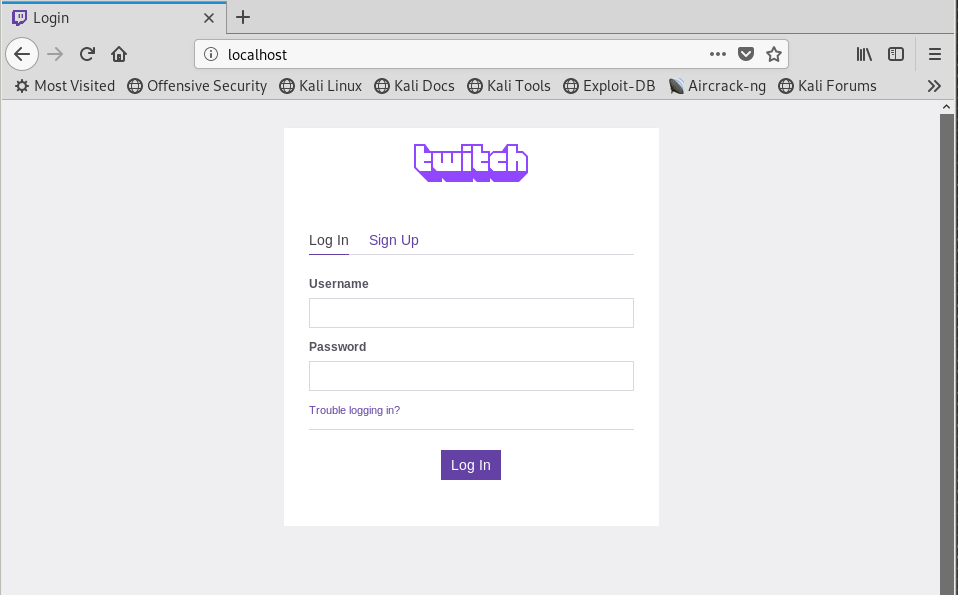 Login
localhost
Most Visited Offensive Security Kali Linux Kali Docs Kali Tools Exploit-DB Aircrack-ng Kali Forums
twitch
Log In Sign Up
Username
Password
Trouble logging in?
Log In